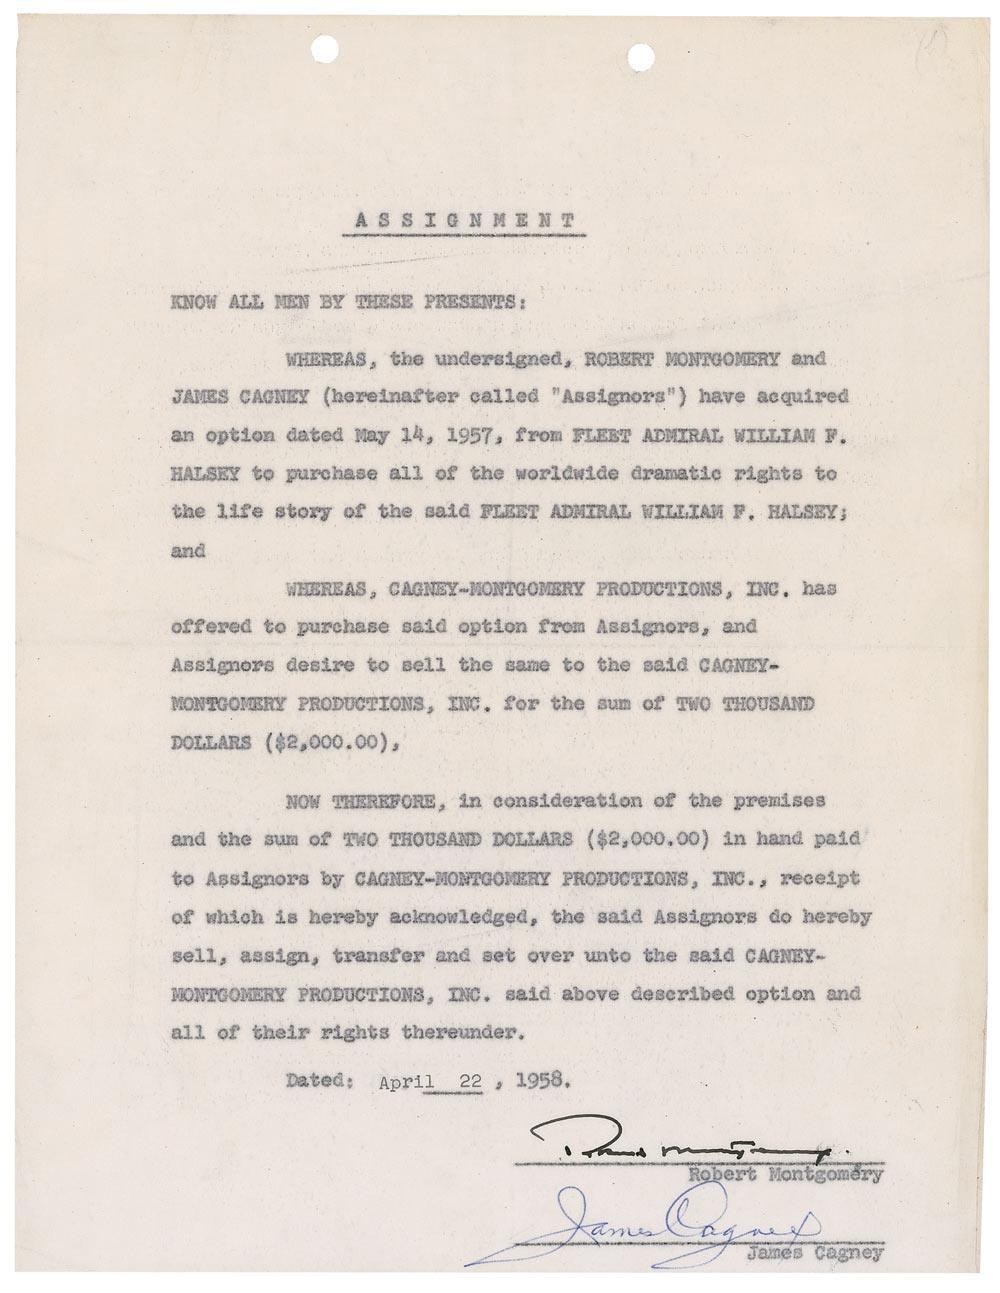 (1)
ASSIGNMENT
KNOW ALL MEN BY THESE PRESENTS:
WHEREAS, the undersigned, ROBERT MONTGOMERY and
JAMES CAGNEY (hereinafter called "Assignors") have acquired
an option dated May 14, 1957, from FLEET ADMIRAL WILLIAM F.
HALSEY to purchase all of the worldwide dramatic rights to
the life story of the said FLEET ADMIRAL WILLIAM F. HALSEY;
and
WHEREAS, CAGNEY-MONTGOMERY PRODUCTIONS, INC. has
offered to purchase said option from Assignors, and
Assignors desire to sell the same to the said CAGNEY-
MONTGOMERY PRODUCTIONS, INC. for the sum of TWO THOUSAND
DOLLARS ($2,000.00),
NOW THEREFORE, in consideration of the premises
and the sum of TWO THOUSAND DOLLARS ($2,000.00) in hand paid
to Assignors by CAGNEY-MONTGOMERY PRODUCTIONS, INC., receipt
of which is hereby acknowledged, the said Assignors do hereby
sell, assign, transfer and set over unto the said CAGNEY-
MONTGOMERY PRODUCTIONS, INC. said above described option and
all of their rights thereunder.
Dated: April 22, 1958.
Robert Montgomery
Robert Montgomery
James Cagney
James Cagney